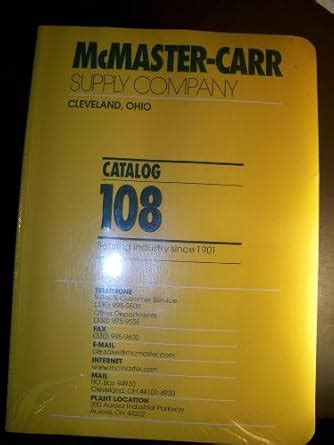 McMASTER-CARR
SUPPLY COMPANY
CLEVELAND, OHIO
CATALOG
108
Serving industry since 1901
TELEPHONE
Sales & Customer Service
(330) 995-5500
Other Departments
(330) 995-9555
FAX
(330) 995-9600
E-MAIL
cle.sales@mcmaster.com
INTERNET
www.mcmaster.com
MAIL
P.O. Box 94930
Cleveland, OH 44101-4930
PLANT LOCATION
200 Aurora Industrial Parkway
Aurora, OH 44202